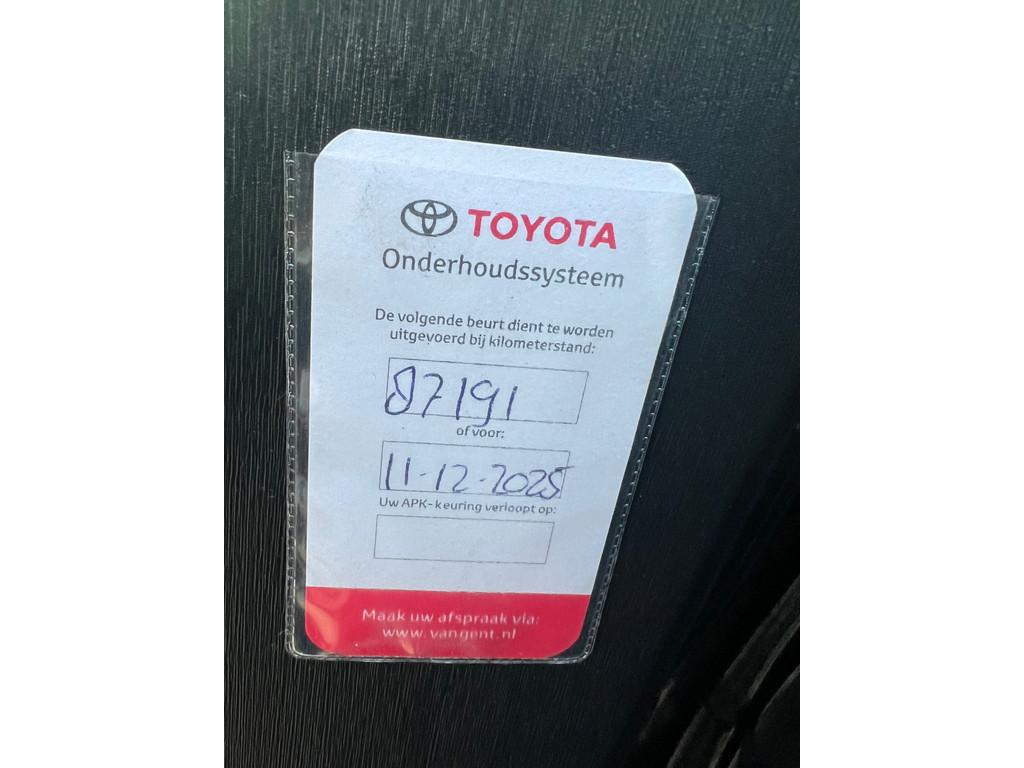 TOYOTA
Onderhoudssysteem
De volgende beurt dient te worden
uitgevoerd bij kilometerstand:
87191
of voor:
11-12-2025
Uw APK-keuring verloopt op:
Maak uw afspraak via:
www.vangent.nl